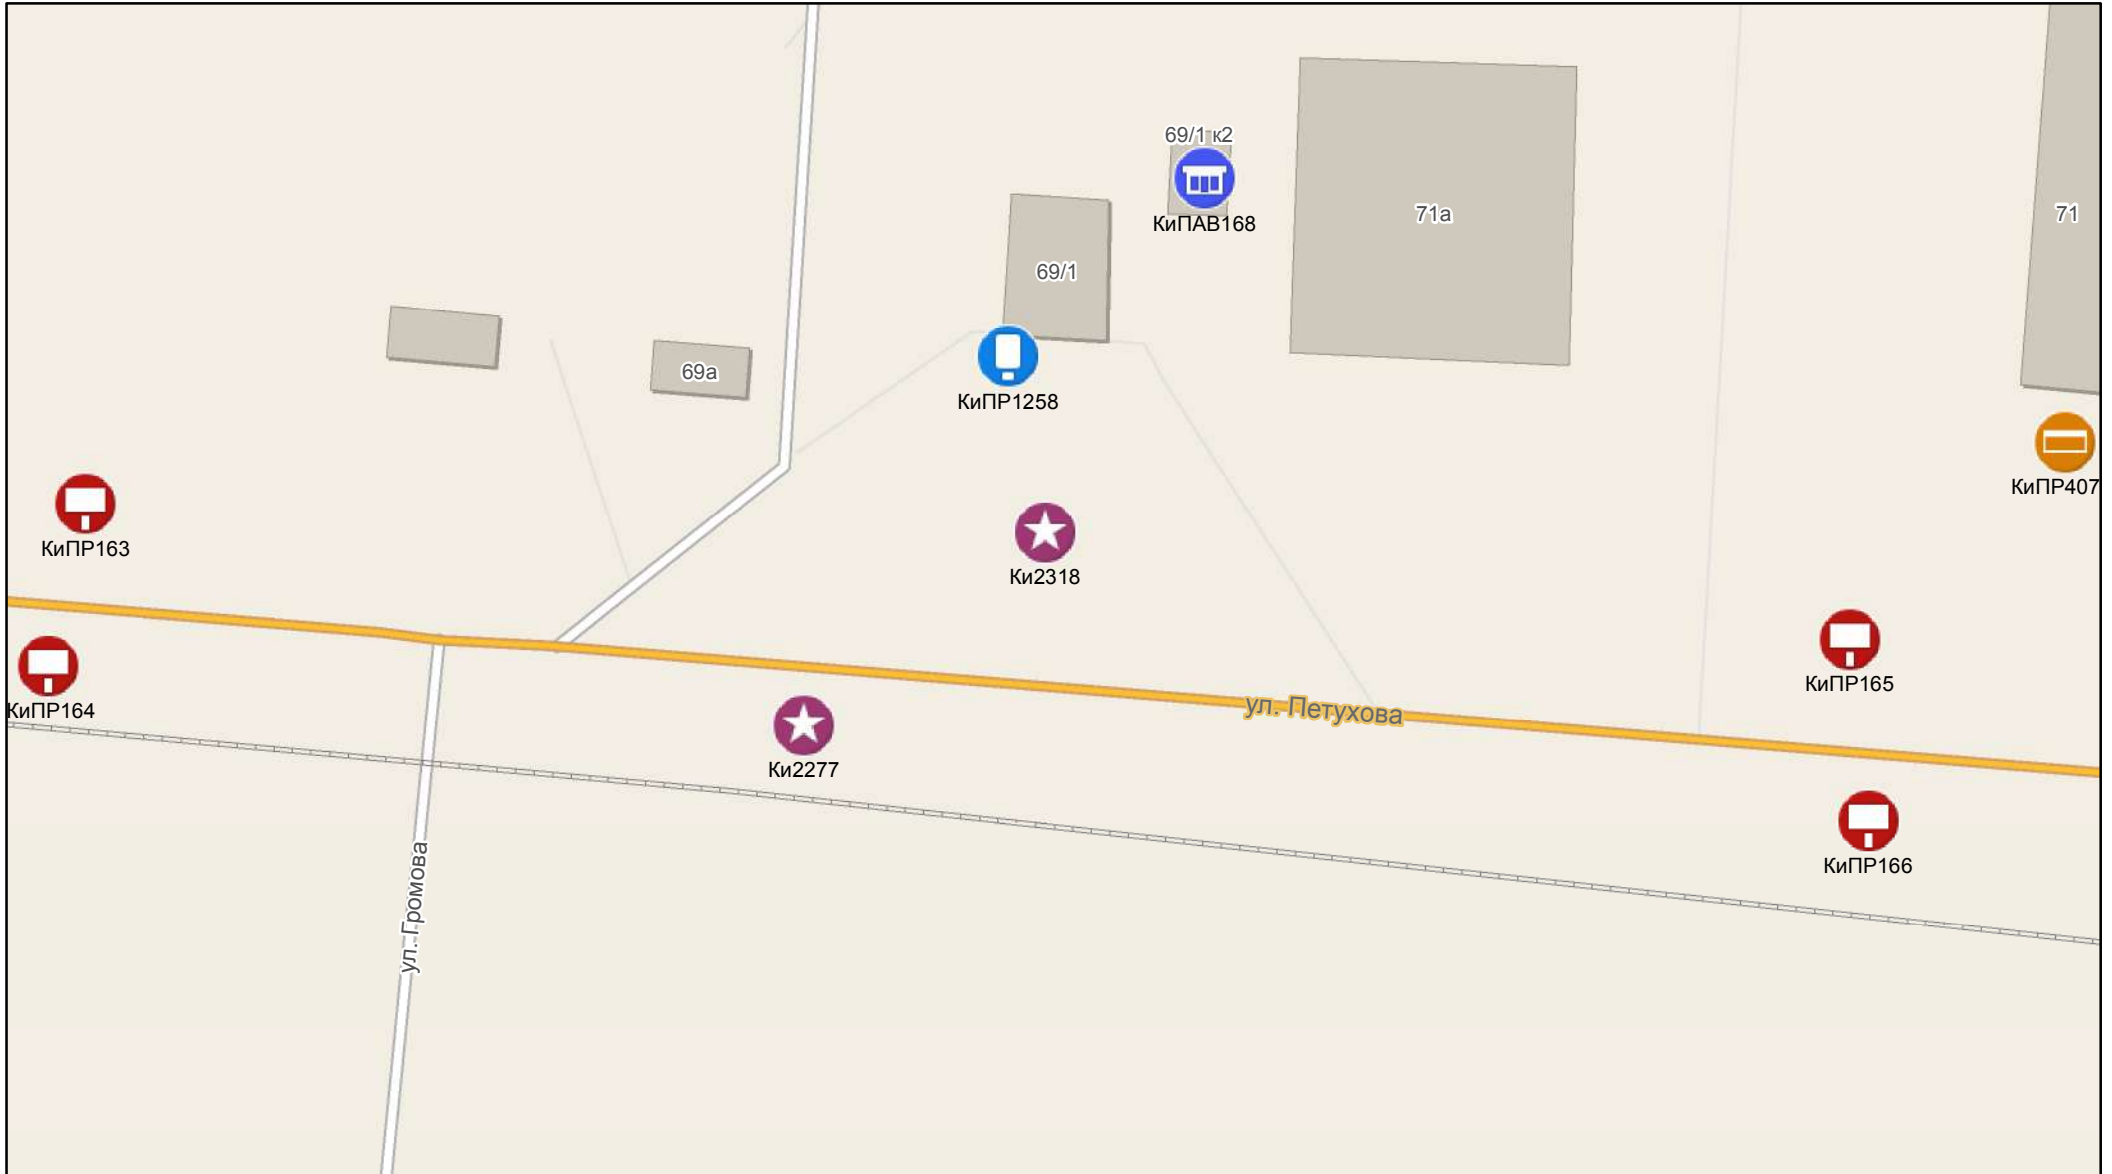 69/1 к2
КиПАВ168
71а
71
69/1
69а
КиПР1258
КиПР407
КиПР163
Ки2318
КиПР165
КиПР164
ул. Петухова
Ки2277
КиПР166
ул. Громова